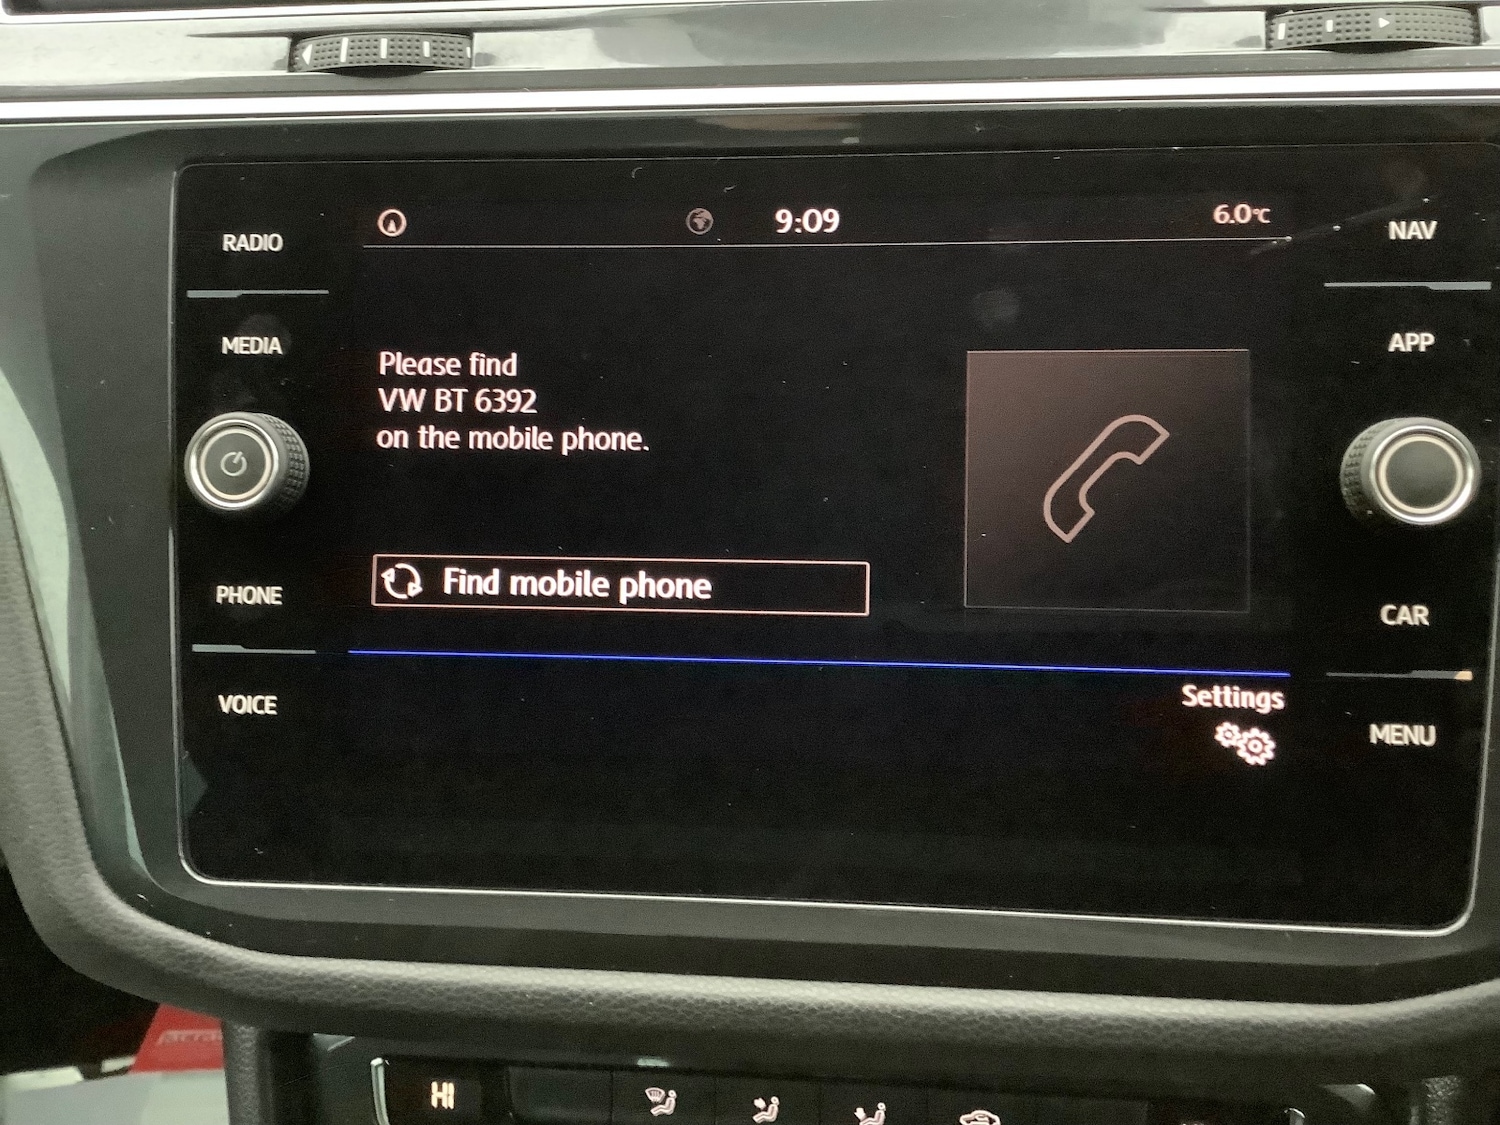 RADIO
MEDIA
PHONE
VOICE
9:09
6.0°C
Please find
VW BT 6392
on the mobile phone.
Find mobile phone
Settings
NAV
APP
CAR
MENU
HI